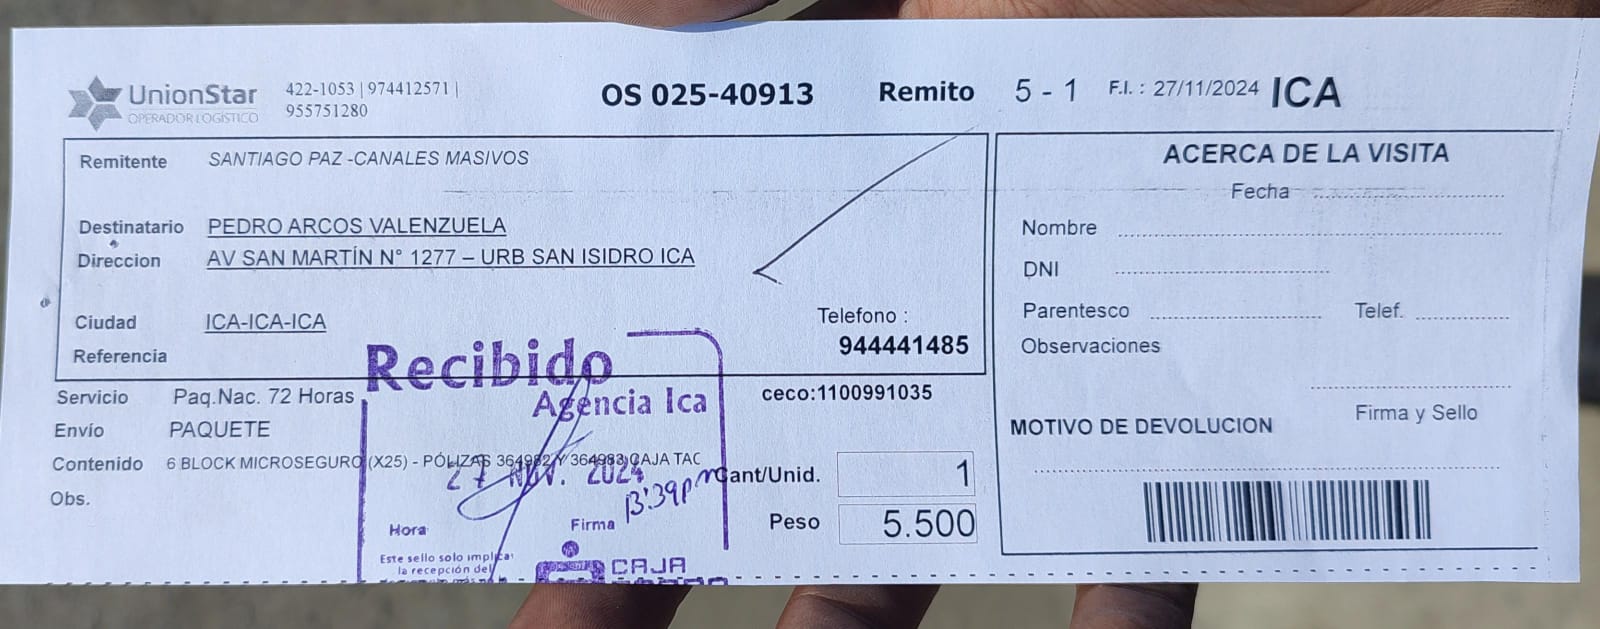 UnionStar
OPERADOR LOGÍSTICO
422-1053 | 974412571 |
955751280
OS 025-40913
Remito 5 - 1
F.I. : 27/11/2024 ICA
Remitente SANTIAGO PAZ -CANALES MASIVOS
Destinatario PEDRO ARCOS VALENZUELA
Direccion AV SAN MARTÍN N° 1277 – URB SAN ISIDRO ICA
Ciudad ICA-ICA-ICA
Telefono :
944441485
Referencia
Servicio Paq.Nac. 72 Horas
ceco:1100991035
Envío PAQUETE
Contenido 6 BLOCK MICROSEGURO (X25) - PÓLIZAS 364982 Y 364983 CAJA TAC
Obs.
Cant/Unid. 1
Peso 5.500
Recibido
Agencia Ica
27 NOV. 2024
Hora
Firma
Este sello solo implica
la recepción del
CAJA
ACERCA DE LA VISITA
Fecha
Nombre
DNI
Parentesco Telef.
Observaciones
Firma y Sello
MOTIVO DE DEVOLUCION